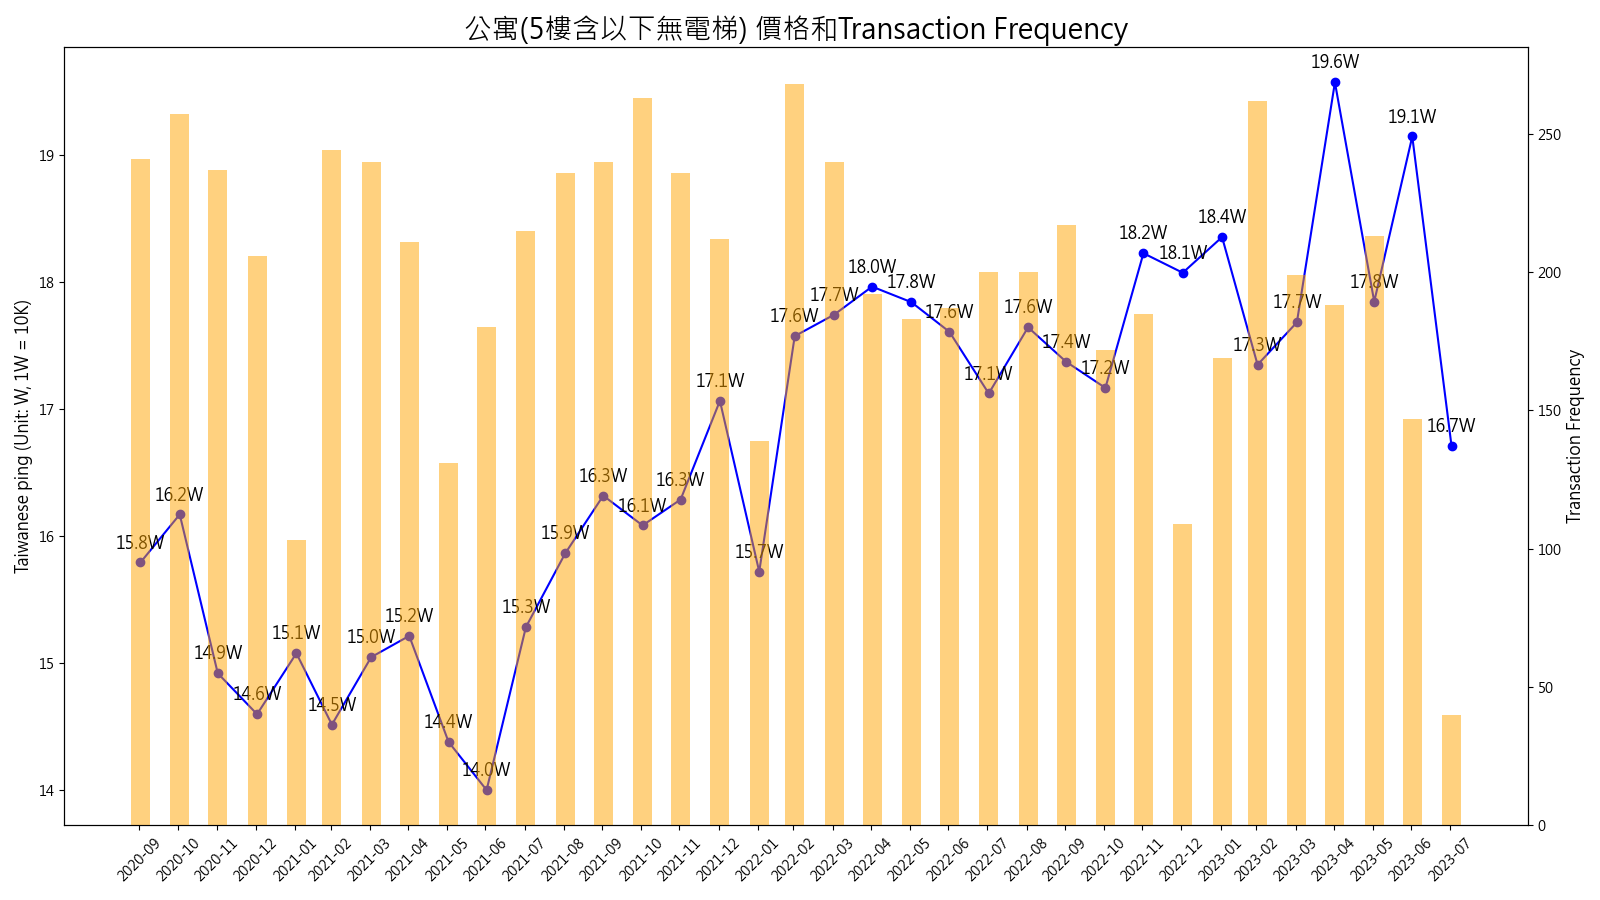 公寓(5樓含以下無電梯) 價格和Transaction Frequency
Taiwanese ping (Unit: W, 1W = 10K)
19
18
17
16
15
14
15.8W
16.2W
14.9W
14.6W
15.1W
14.5W
15.0W
15.2W
14.4W
14.0W
15.3W
15.9W
16.3W
16.1W
16.3W
17.1W
15.7W
17.6W
17.7W
18.0W
17.8W
17.6W
17.1W
17.6W
17.4W
17.2W
18.2W
18.1W
18.4W
17.3W
17.7W
19.6W
17.8W
19.1W
16.7W
250
200
150
100
50
0
Transaction Frequency
2020-09
2020-10
2020-11
2020-12
2021-01
2021-02
2021-03
2021-04
2021-05
2021-06
2021-07
2021-08
2021-09
2021-10
2021-11
2021-12
2022-01
2022-02
2022-03
2022-04
2022-05
2022-06
2022-07
2022-08
2022-09
2022-10
2022-11
2022-12
2023-01
2023-02
2023-03
2023-04
2023-05
2023-06
2023-07